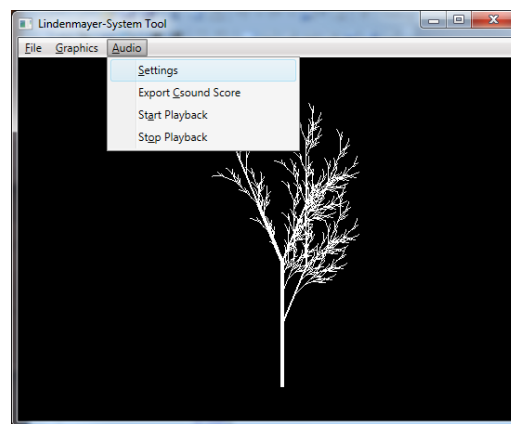 Lindenmayer-System Tool
File Graphics Audio
Settings
Export Csound Score
Start Playback
Stop Playback